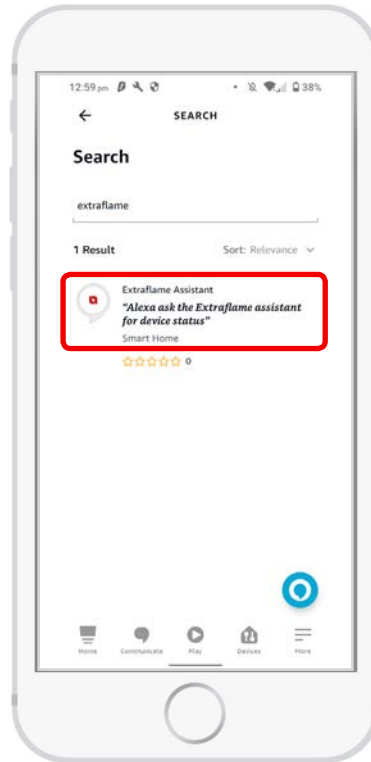 12:59 pm 38%
SEARCH
Search
extraflame
1 Result Sort: Relevance
Extraflame Assistant
"Alexa ask the Extraflame assistant
for device status"
Smart Home
0
Home Communicate Play Devices More